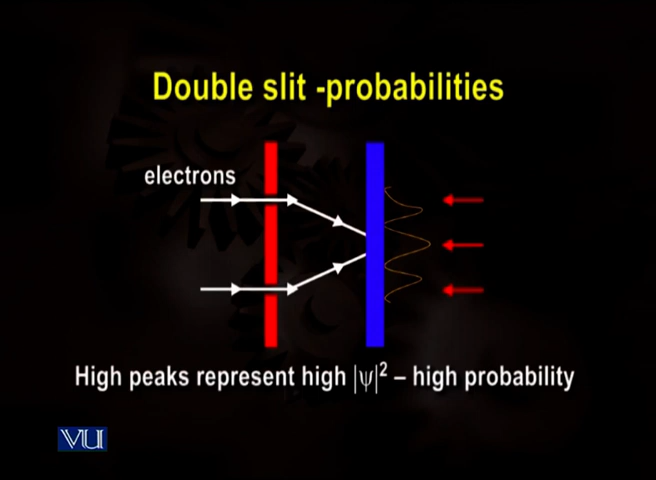 Double slit -probabilities
electrons
High peaks represent high |ψ|² – high probability
VU